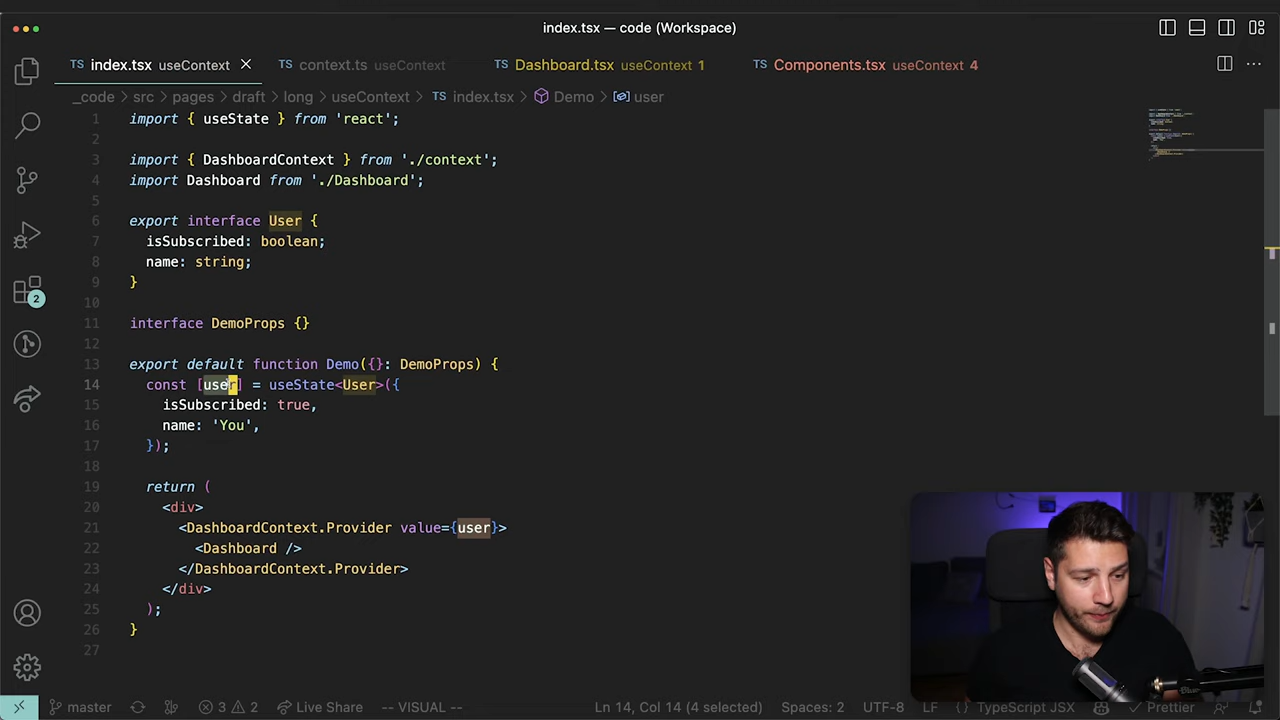 index.tsx — code (Workspace)
TS index.tsx useContext × TS context.ts useContext TS Dashboard.tsx useContext 1 TS Components.tsx useContext 4 ...
_code > src > pages > draft > long > useContext > TS index.tsx > Demo > user
1 import { useState } from 'react';
2
3 import { DashboardContext } from './context';
4 import Dashboard from './Dashboard';
5
6 export interface User {
7 isSubscribed: boolean;
8 name: string;
9 }
10
11 interface DemoProps {}
12
13 export default function Demo({}: DemoProps) {
14 const [user] = useState<User>({
15 isSubscribed: true,
16 name: 'You',
17 });
18
19 return (
20 <div>
21 <DashboardContext.Provider value={user}>
22 <Dashboard />
23 </DashboardContext.Provider>
24 </div>
25 );
26 }
27
2
master 3 2 Live Share -- VISUAL -- Ln 14, Col 14 (4 selected) Spaces: 2 UTF-8 LF {} TypeScript JSX Prettier